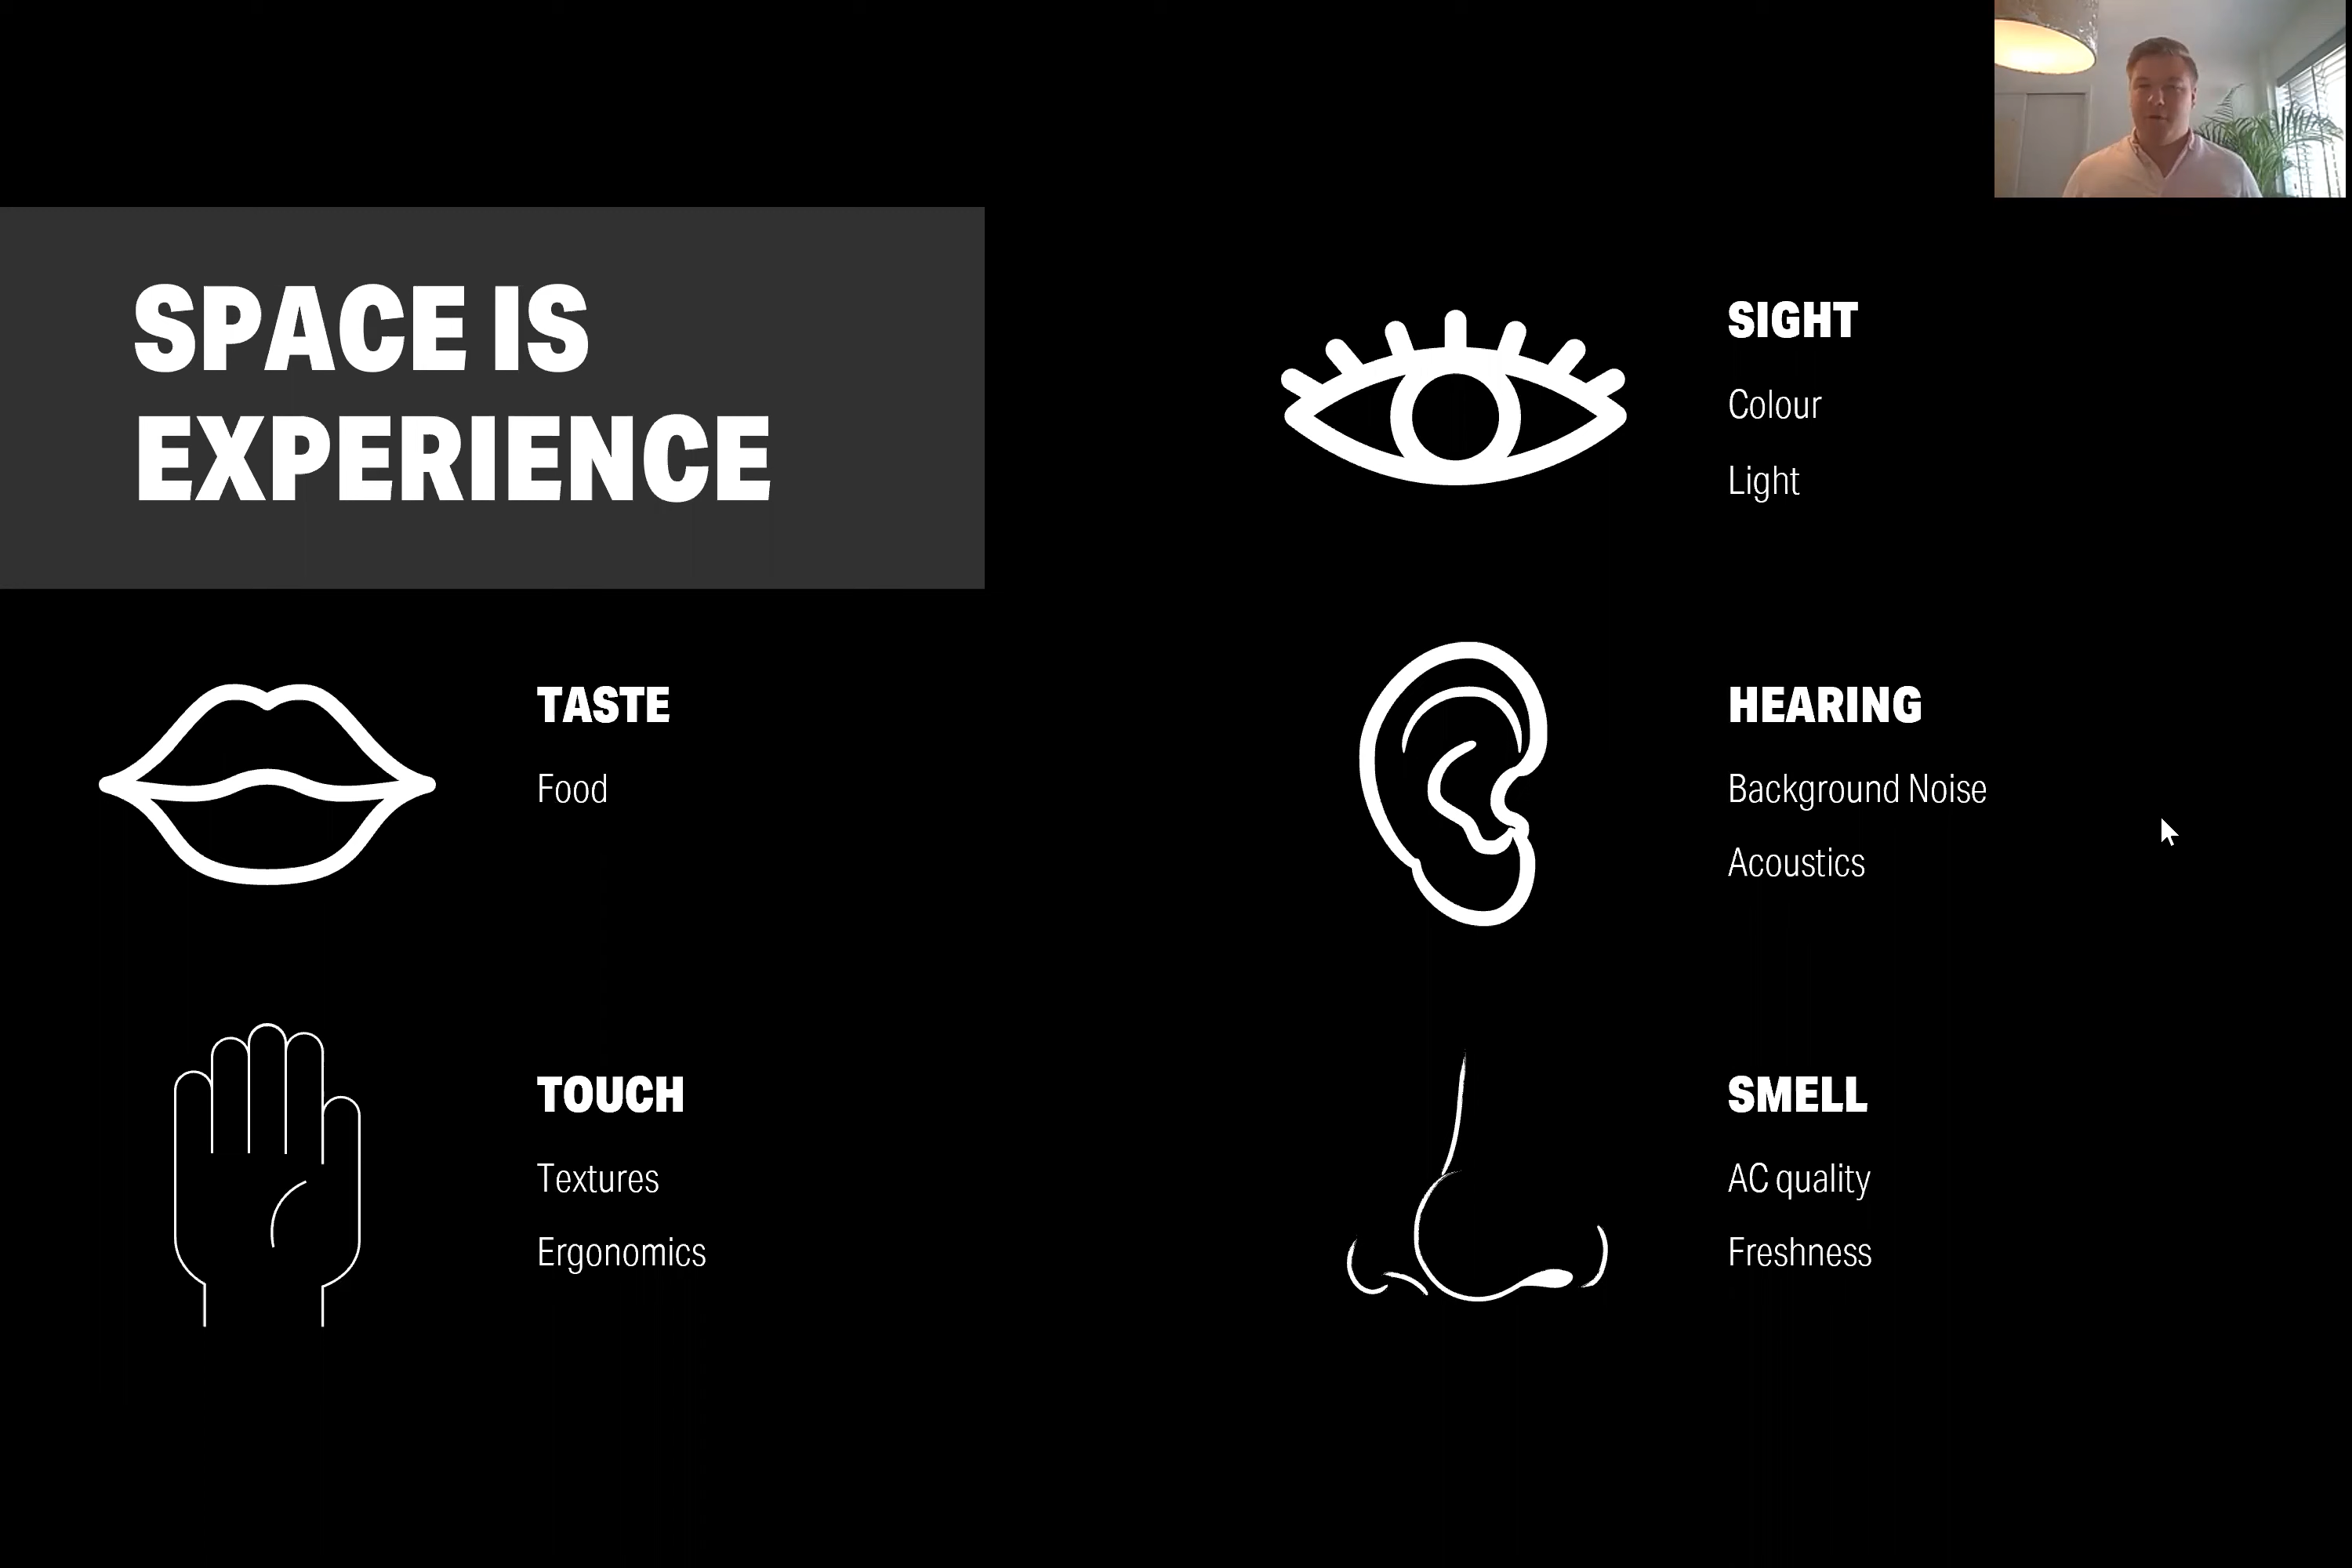 SPACE IS
EXPERIENCE
SIGHT
Colour
Light
TASTE
Food
HEARING
Background Noise
Acoustics
TOUCH
Textures
Ergonomics
SMELL
AC quality
Freshness